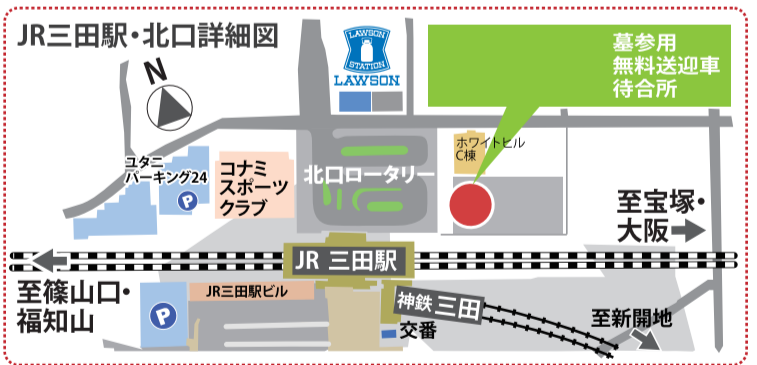 JR三田駅・北口詳細図
N
LAWSON
STATION
LAWSON
墓参用
無料送迎車
待合所
ユタニ
パーキング24
P
コナミ
スポーツ
クラブ
北口ロータリー
ホワイトヒル
C棟
至宝塚・
大阪
JR 三田駅
至篠山口・
福知山
P
JR三田駅ビル
神鉄 三田
交番
至新開地